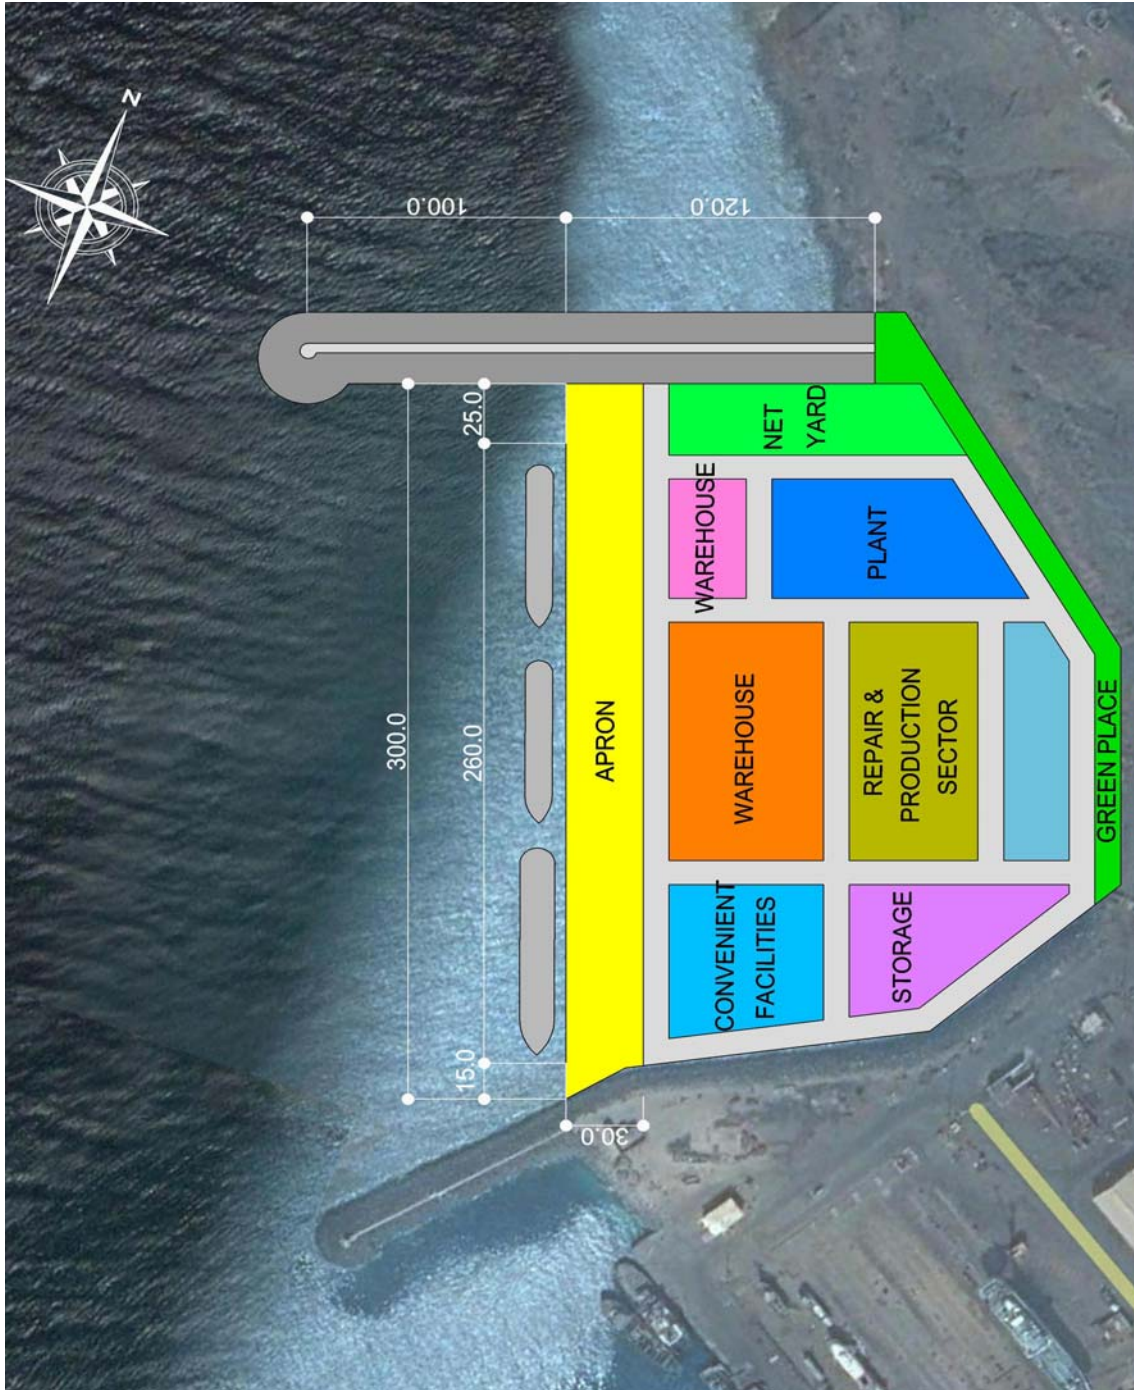 N
100.0
120.0
25.0
300.0
260.0
15.0
30.0
APRON
NET
YARD
WAREHOUSE
PLANT
WAREHOUSE
REPAIR &
PRODUCTION
SECTOR
GREEN PLACE
CONVENIENT
FACILITIES
STORAGE